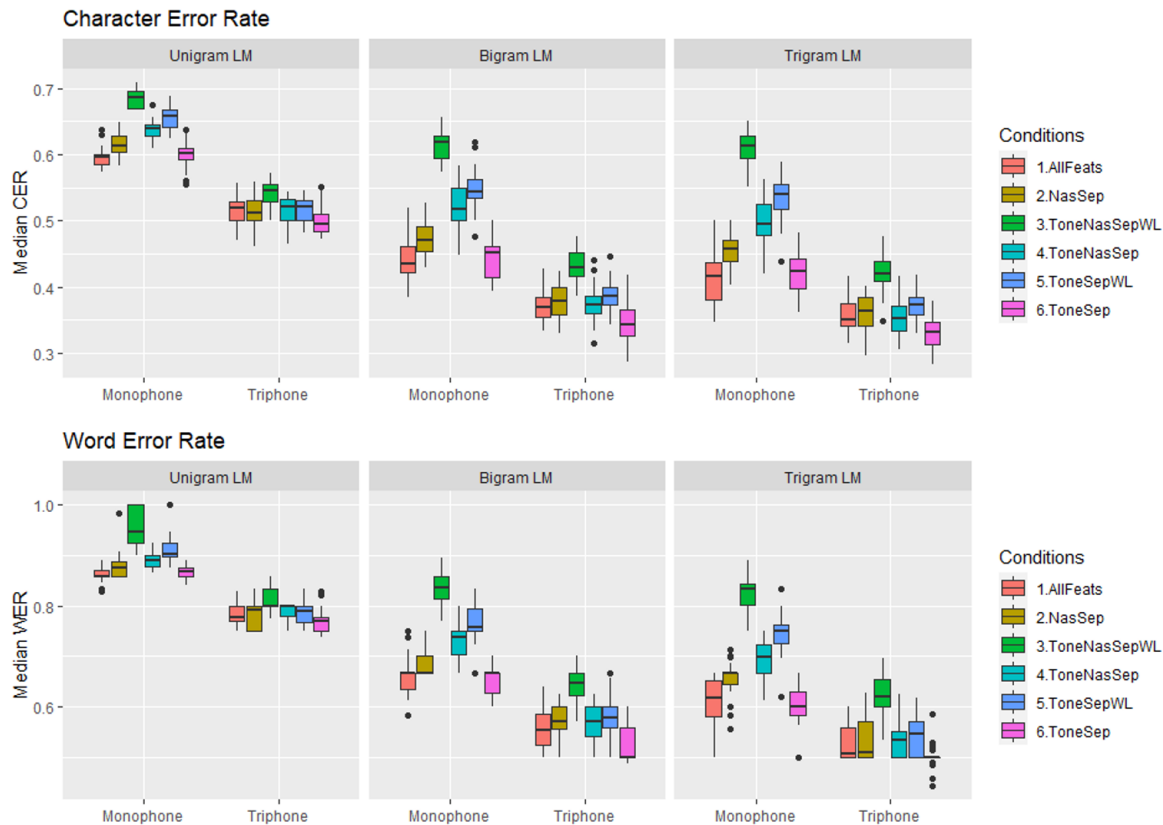 Character Error Rate
Unigram LM
Bigram LM
Trigram LM
Median CER
0.7
0.6
0.5
0.4
0.3
Monophone
Triphone
Monophone
Triphone
Monophone
Triphone
Conditions
1.AllFeats
2.NasSep
3.ToneNasSepWL
4.ToneNasSep
5.ToneSepWL
6.ToneSep
Word Error Rate
Unigram LM
Bigram LM
Trigram LM
Median WER
1.0
0.8
0.6
Monophone
Triphone
Monophone
Triphone
Monophone
Triphone
Conditions
1.AllFeats
2.NasSep
3.ToneNasSepWL
4.ToneNasSep
5.ToneSepWL
6.ToneSep